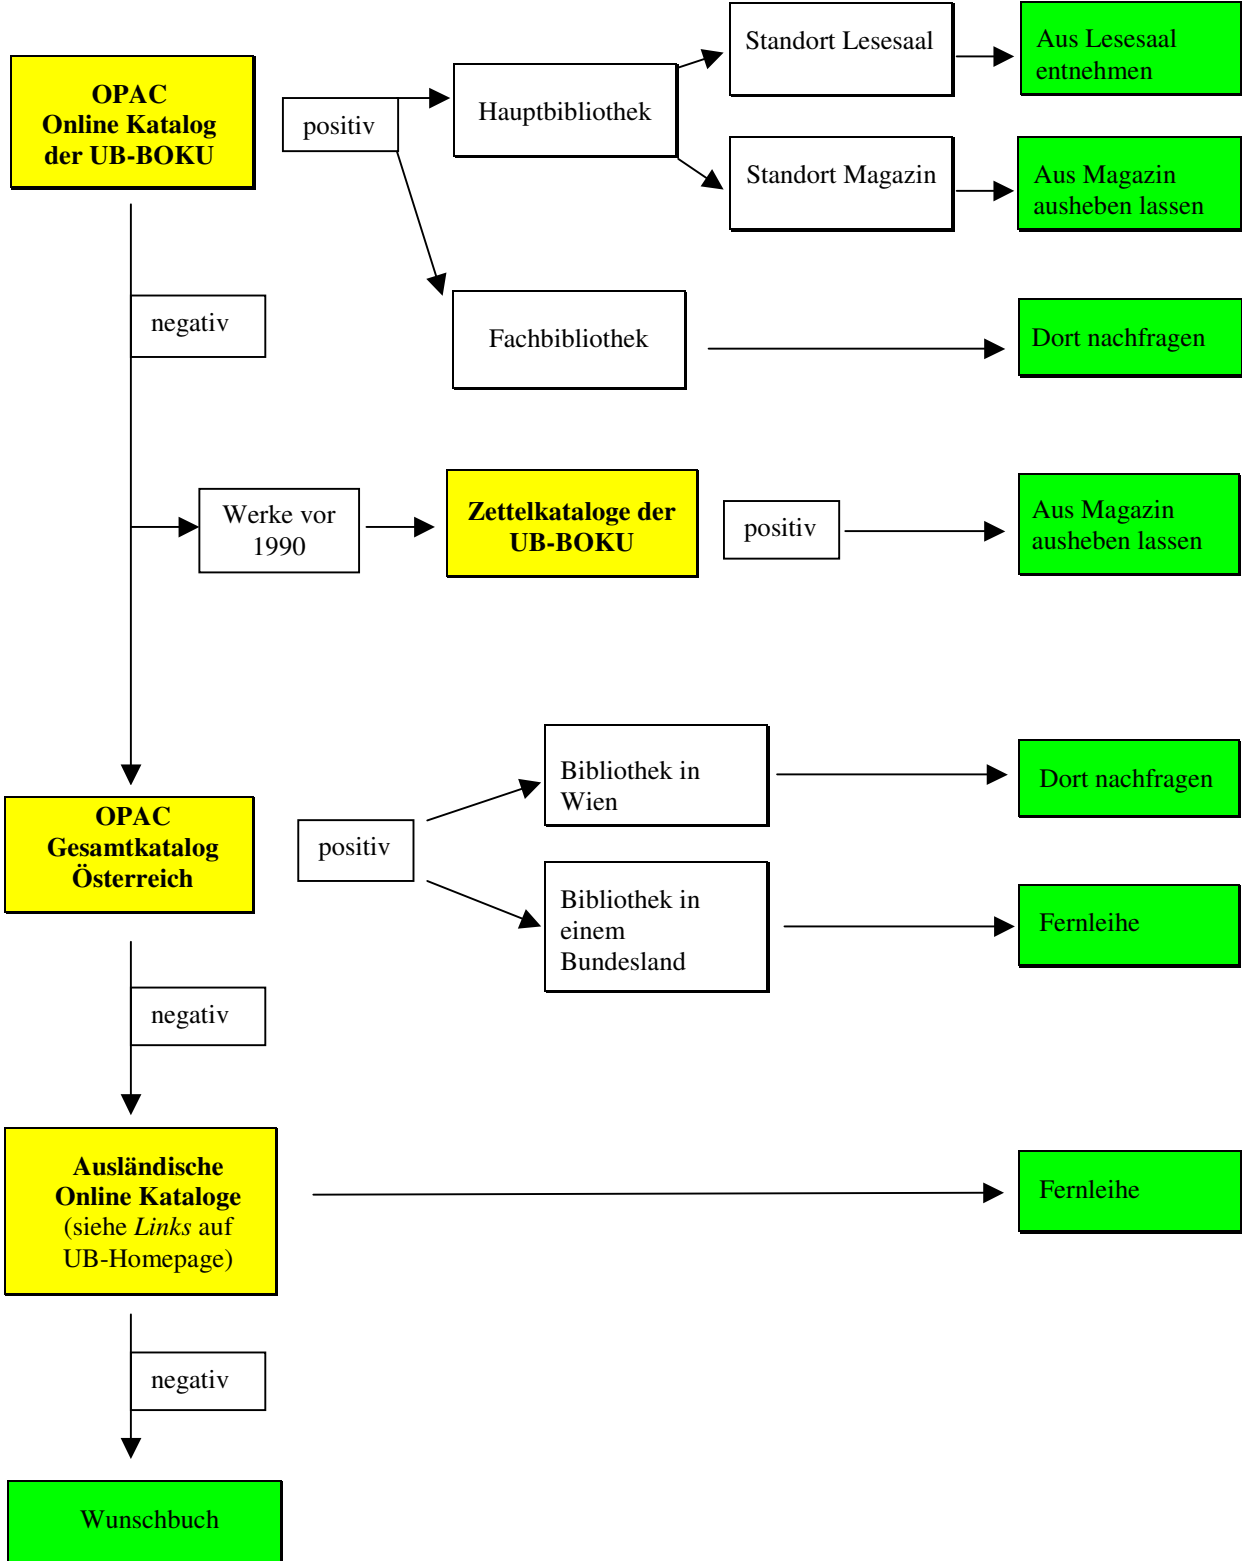 OPAC
Online Katalog
der UB-BOKU
positiv
Hauptbibliothek
Standort Lesesaal
Aus Lesesaal
entnehmen
Standort Magazin
Aus Magazin
ausheben lassen
negativ
Fachbibliothek
Dort nachfragen
Werke vor
1990
Zettelkataloge der
UB-BOKU
positiv
Aus Magazin
ausheben lassen
OPAC
Gesamtkatalog
Österreich
positiv
Bibliothek in
Wien
Dort nachfragen
Bibliothek in
einem
Bundesland
Fernleihe
negativ
Ausländische
Online Kataloge
(siehe Links auf
UB-Homepage)
Fernleihe
negativ
Wunschbuch